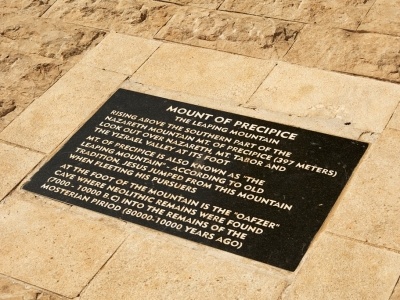 MOUNT OF PRECIPICE
THE LEAPING MOUNTAIN
RISING ABOVE THE SOUTHERN PART OF THE
NAZARETH MOUNTAIN, MT. OF PRECIPICE (397 METERS)
LOOK OUT OVER NAZARETH, MT. TABOR AND
THE YIZRAEL VALLEY AT ITS FOOT
MT. OF PRECIPICE IS ALSO KNOWN AS "THE
LEAPING MOUNTAIN". ACCORDING TO OLD
TRADITION, JESUS JUMPED FROM THIS MOUNTAIN
WHEN FLEEING HIS PURSUERS
AT THE FOOT OF THE MOUNTAIN IS THE "QAFZER"
CAVE WHERE NEOLITHIC REMAINS WERE FOUND
(7000 - 10000 B.C) INTO THE REMAINS OF THE
MOSTERIAN PIRIOD (80000-10000 YEARS AGO)